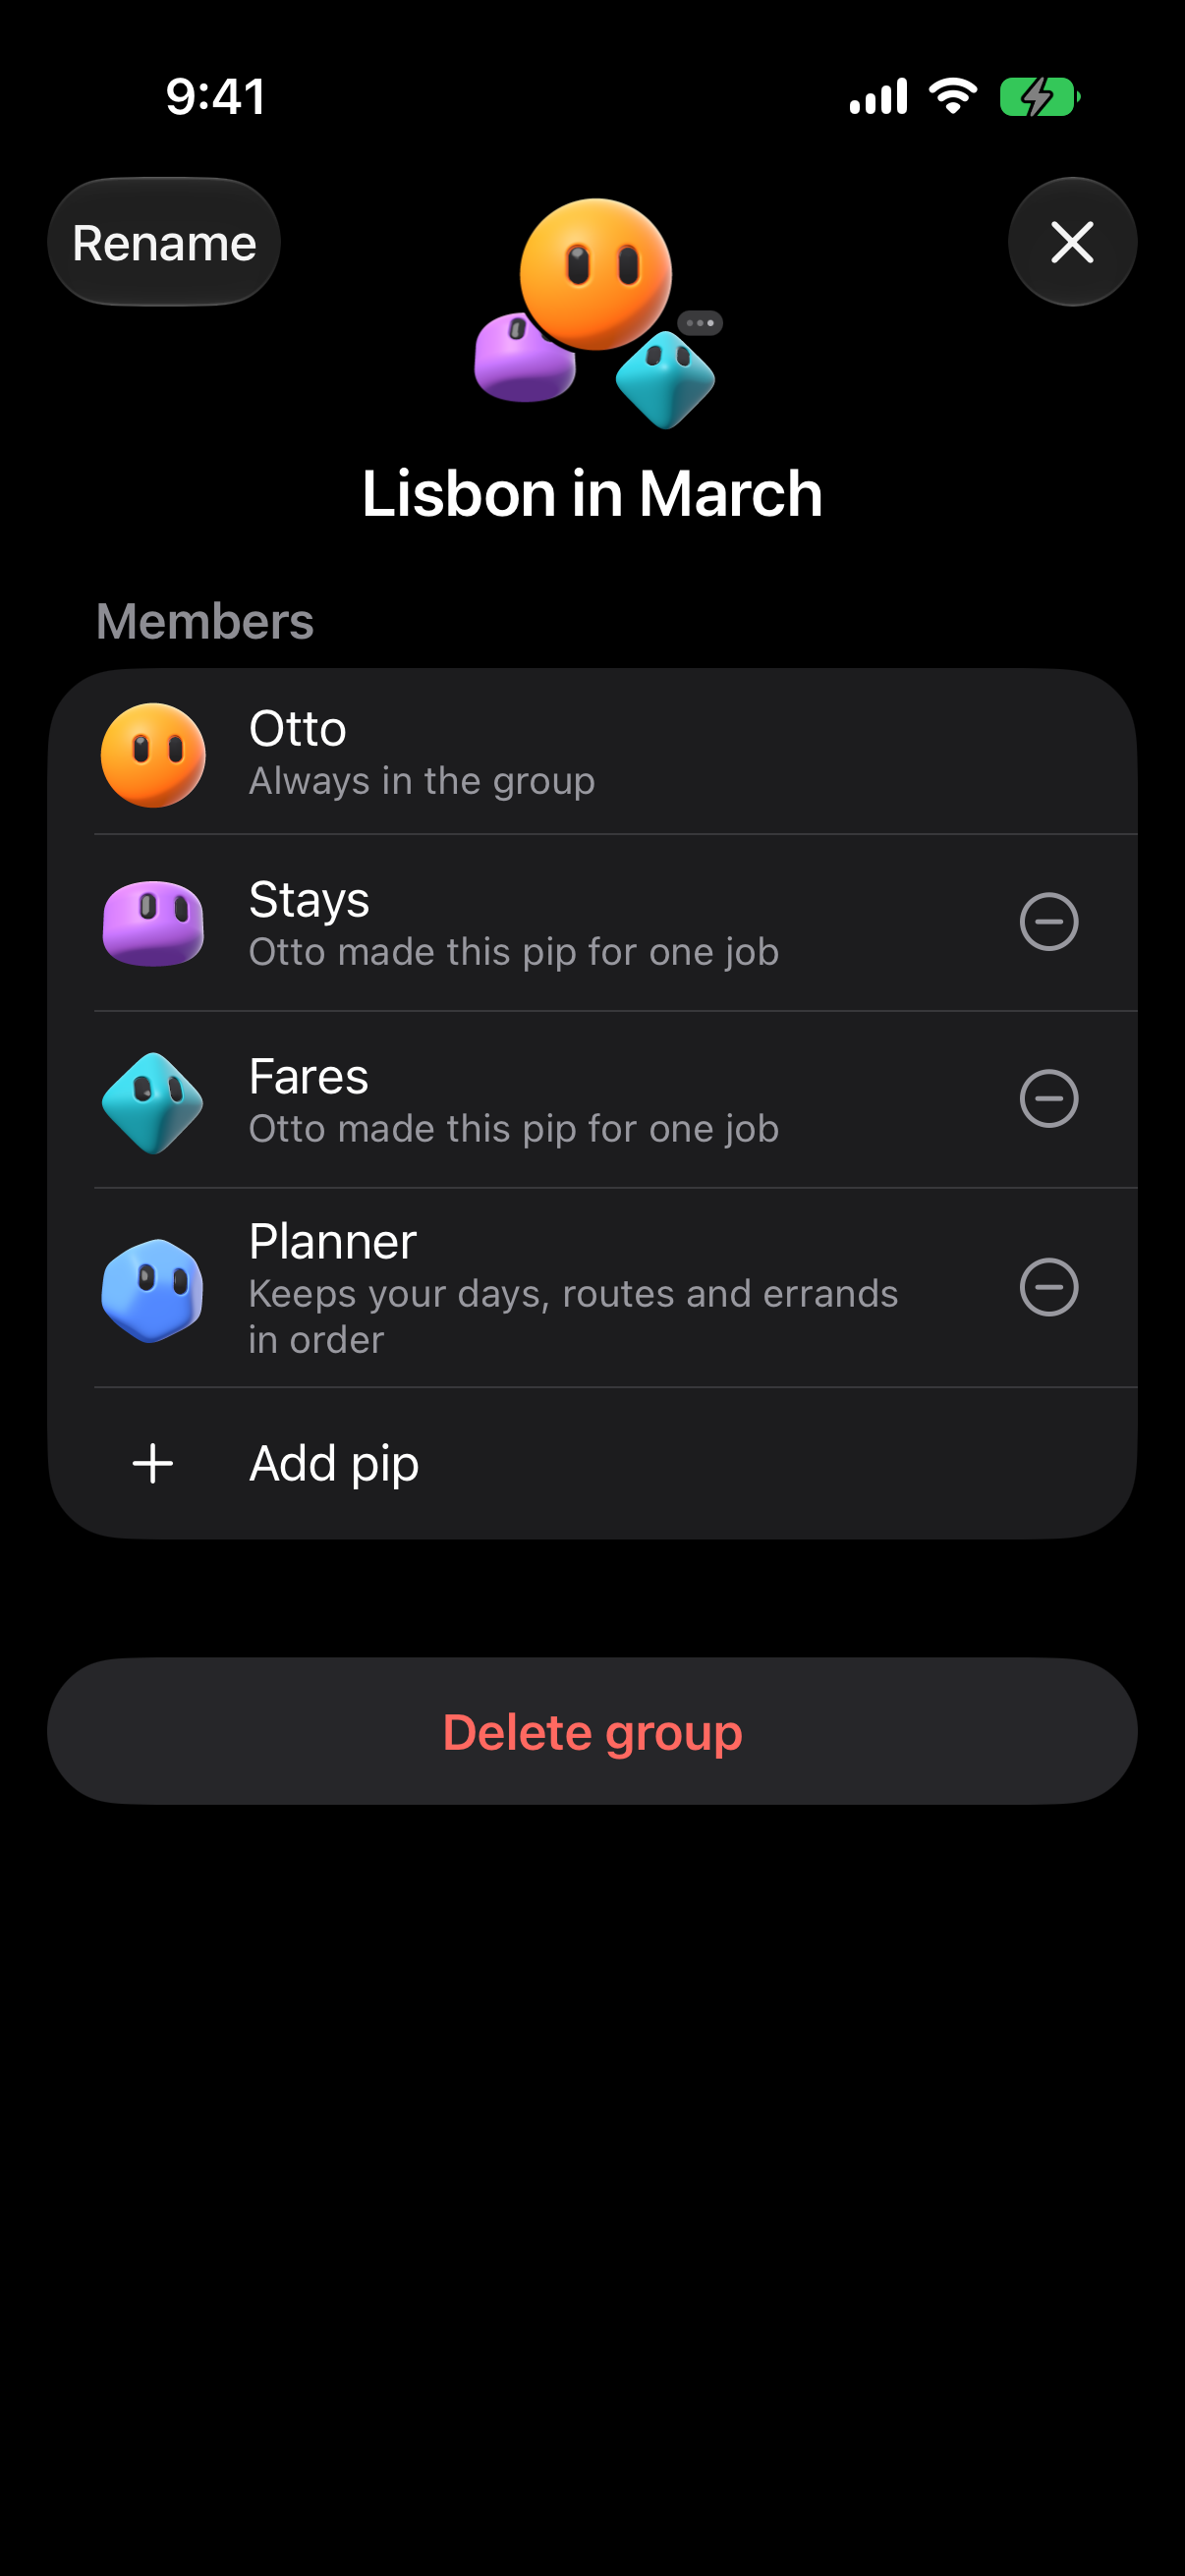 9:41
Rename
Lisbon in March
Members
Otto
Always in the group
Stays
Otto made this pip for one job
Fares
Otto made this pip for one job
Planner
Keeps your days, routes and errands
in order
Add pip
Delete group